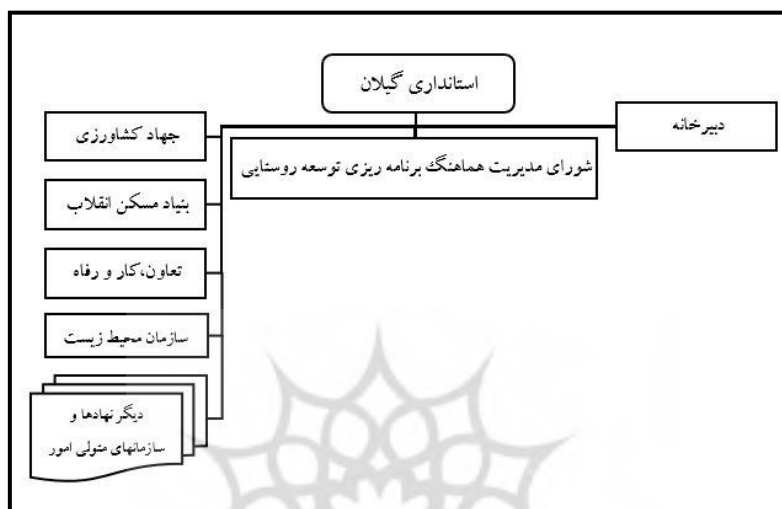 استانداری گیلان
دبیرخانه
جهاد کشاورزی
شورای مدیریت هماهنگ برنامه ریزی توسعه روستایی
بنیاد مسکن انقلاب
تعاون،کار و رفاه
سازمان محیط زیست
دیگر نهادها و
سازمانهای متولی امور